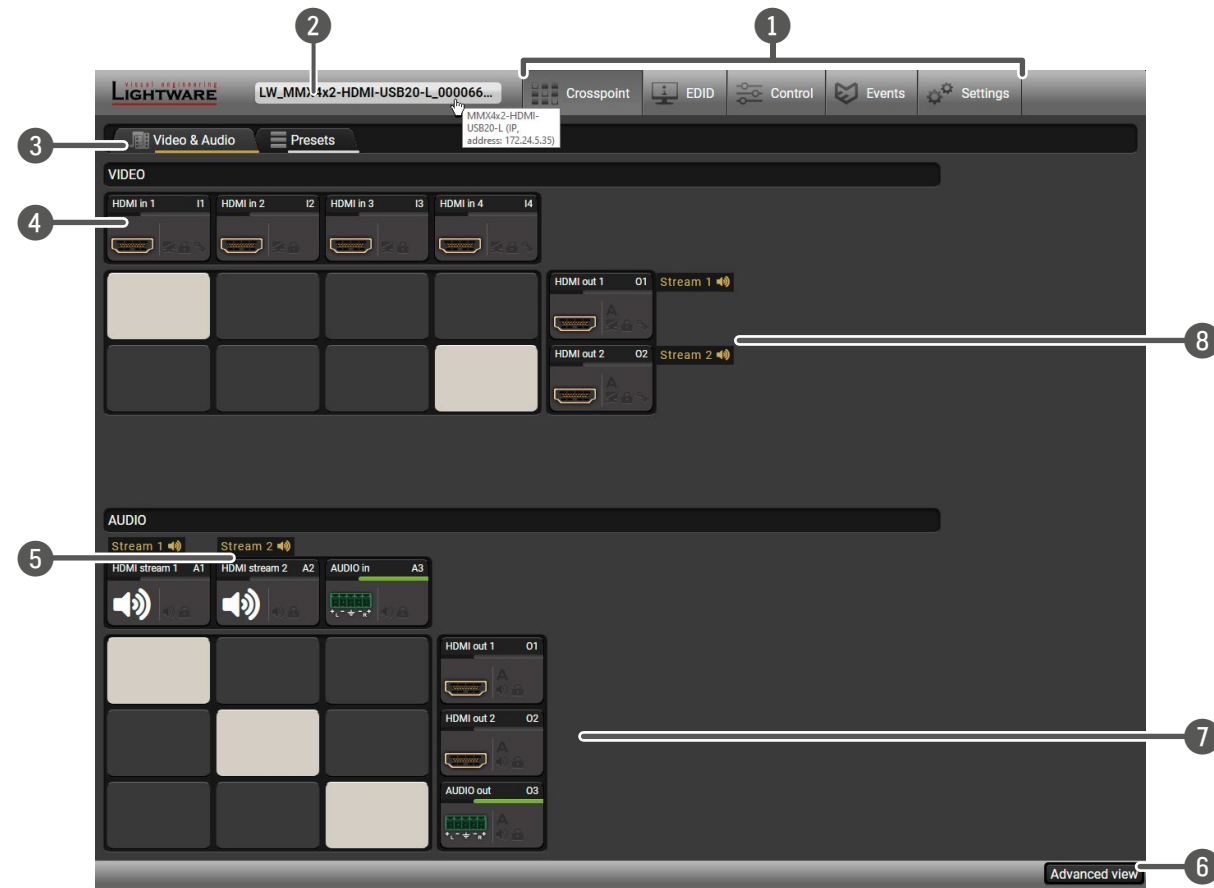 2
1
visual engineering
LIGHTWARE
LW_MMX4x2-HDMI-USB20-L_000066...
Crosspoint
EDID
Control
Events
Settings
MMX4x2-HDMI-
USB20-L (IP,
address: 172.24.5.35)
3
Video & Audio
Presets
VIDEO
HDMI in 1 I1
HDMI in 2 I2
HDMI in 3 I3
HDMI in 4 I4
4
HDMI out 1 O1
Stream 1
A
8
HDMI out 2 O2
Stream 2
A
AUDIO
5
Stream 1
Stream 2
HDMI stream 1 A1
HDMI stream 2 A2
AUDIO in A3
+L- ⏚ -R+
HDMI out 1 O1
A
HDMI out 2 O2
A
7
AUDIO out O3
A
+L- ⏚ -R+
Advanced view
6